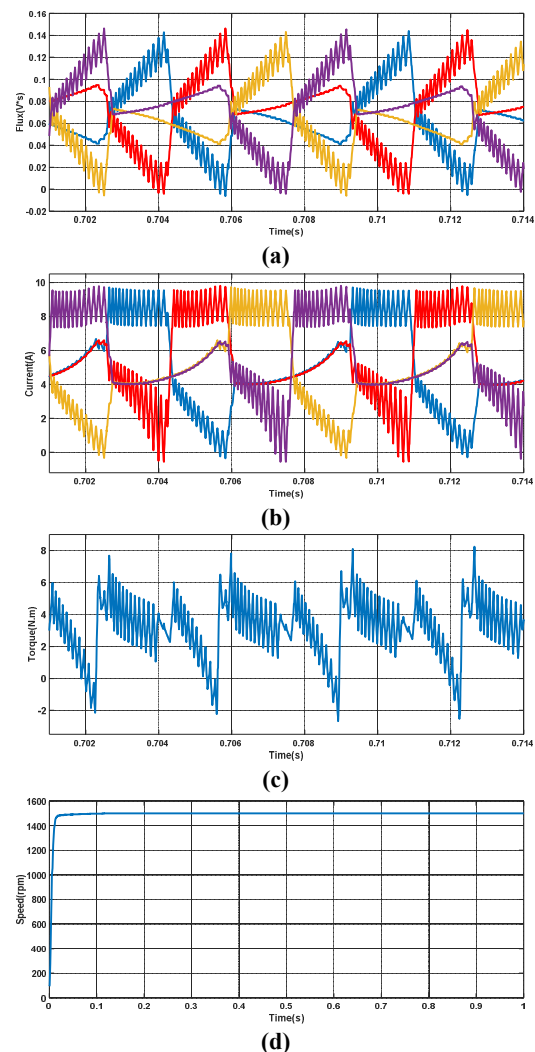 0.16
0.14
0.12
0.1
0.08
0.06
0.04
0.02
0
-0.02
Flux(V*s)
0.702 0.704 0.706 0.708 0.71 0.712 0.714
Time(s)
(a)
10
8
6
4
2
0
Current(A)
0.702 0.704 0.706 0.708 0.71 0.712 0.714
Time(s)
(b)
8
6
4
2
0
-2
Torque(N.m)
0.702 0.704 0.706 0.708 0.71 0.712 0.714
Time(s)
(c)
1600
1400
1200
1000
800
600
400
200
0
Speed(rpm)
0 0.1 0.2 0.3 0.4 0.5 0.6 0.7 0.8 0.9 1
Time(s)
(d)